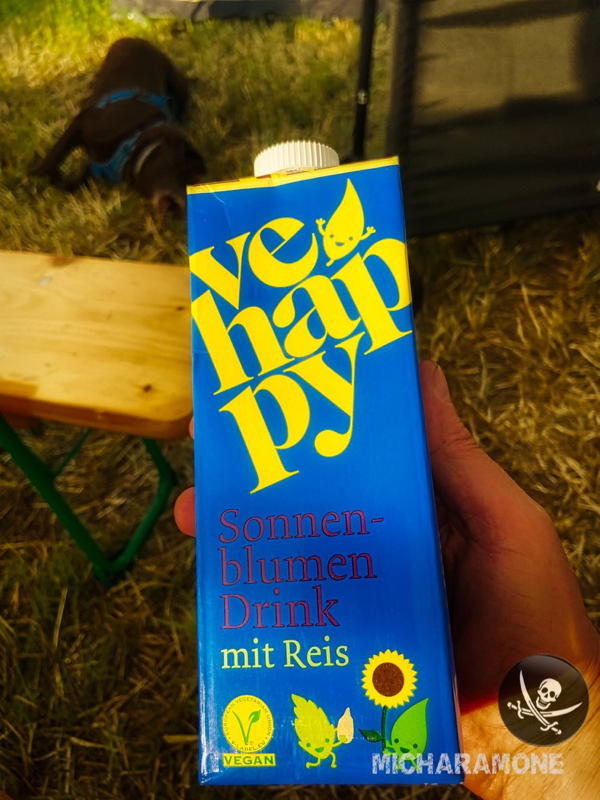 ve
hap
py
Sonnen-
blumen
Drink
mit Reis
VEGAN
MICHARAMONE